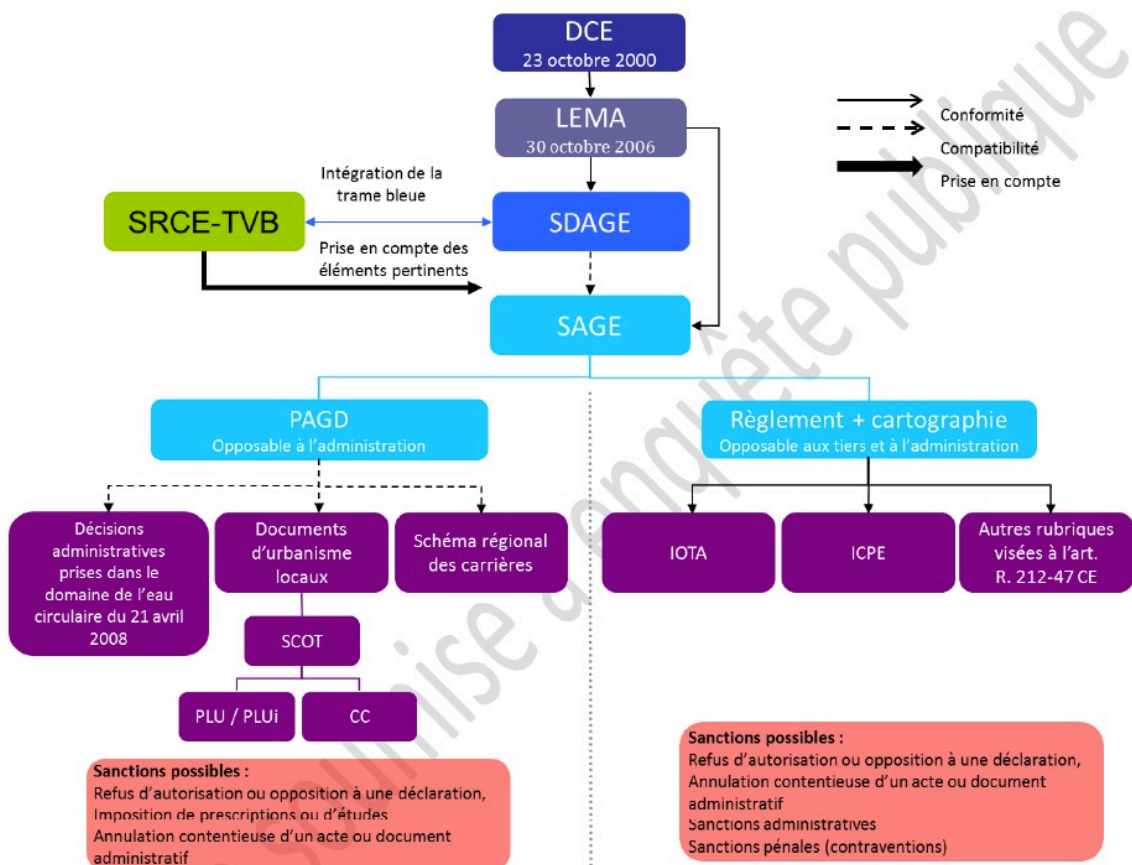 DCE
23 octobre 2000
LEMA
30 octobre 2006
Conformité
Compatibilité
Prise en compte
Intégration de la
trame bleue
SRCE-TVB
SDAGE
Prise en compte des
éléments pertinents
SAGE
PAGD
Opposable à l'administration
Règlement + cartographie
Opposable aux tiers et à l'administration
Décisions
administratives
prises dans le
domaine de l'eau
circulaire du 21 avril
2008
Documents
d'urbanisme
locaux
Schéma régional
des carrières
IOTA
ICPE
Autres rubriques
visées à l'art.
R. 212-47 CE
SCOT
PLU / PLUi
CC
Sanctions possibles :
Refus d'autorisation ou opposition à une déclaration,
Imposition de prescriptions ou d'études
Annulation contentieuse d'un acte ou document
administratif
Sanctions possibles :
Refus d'autorisation ou opposition à une déclaration,
Annulation contentieuse d'un acte ou document
administratif
Sanctions administratives
Sanctions pénales (contraventions)
soumise à enquête publique